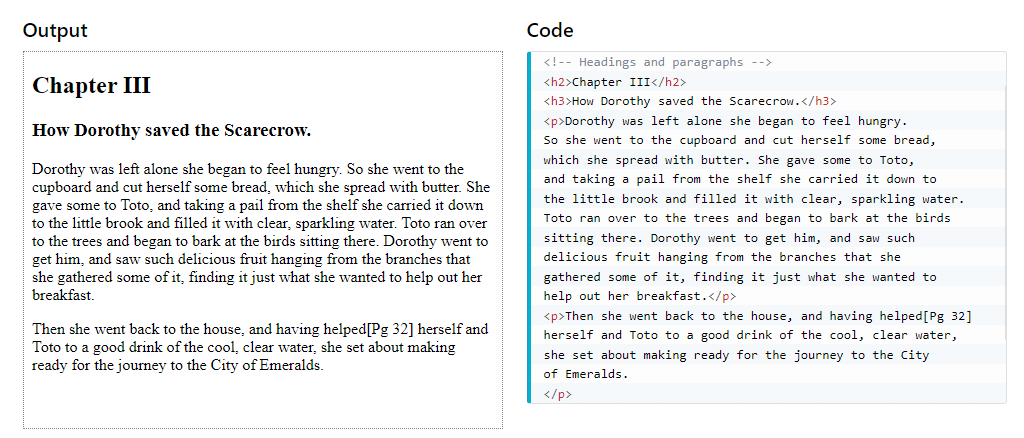 Output
Chapter III
How Dorothy saved the Scarecrow.
Dorothy was left alone she began to feel hungry. So she went to the
cupboard and cut herself some bread, which she spread with butter. She
gave some to Toto, and taking a pail from the shelf she carried it down
to the little brook and filled it with clear, sparkling water. Toto ran over
to the trees and began to bark at the birds sitting there. Dorothy went to
get him, and saw such delicious fruit hanging from the branches that
she gathered some of it, finding it just what she wanted to help out her
breakfast.
Then she went back to the house, and having helped[Pg 32] herself and
Toto to a good drink of the cool, clear water, she set about making
ready for the journey to the City of Emeralds.
Code
<!-- Headings and paragraphs -->
<h2>Chapter III</h2>
<h3>How Dorothy saved the Scarecrow.</h3>
<p>Dorothy was left alone she began to feel hungry.
So she went to the cupboard and cut herself some bread,
which she spread with butter. She gave some to Toto,
and taking a pail from the shelf she carried it down to
the little brook and filled it with clear, sparkling water.
Toto ran over to the trees and began to bark at the birds
sitting there. Dorothy went to get him, and saw such
delicious fruit hanging from the branches that she
gathered some of it, finding it just what she wanted to
help out her breakfast.</p>
<p>Then she went back to the house, and having helped[Pg 32]
herself and Toto to a good drink of the cool, clear water,
she set about making ready for the journey to the City
of Emeralds.
</p>